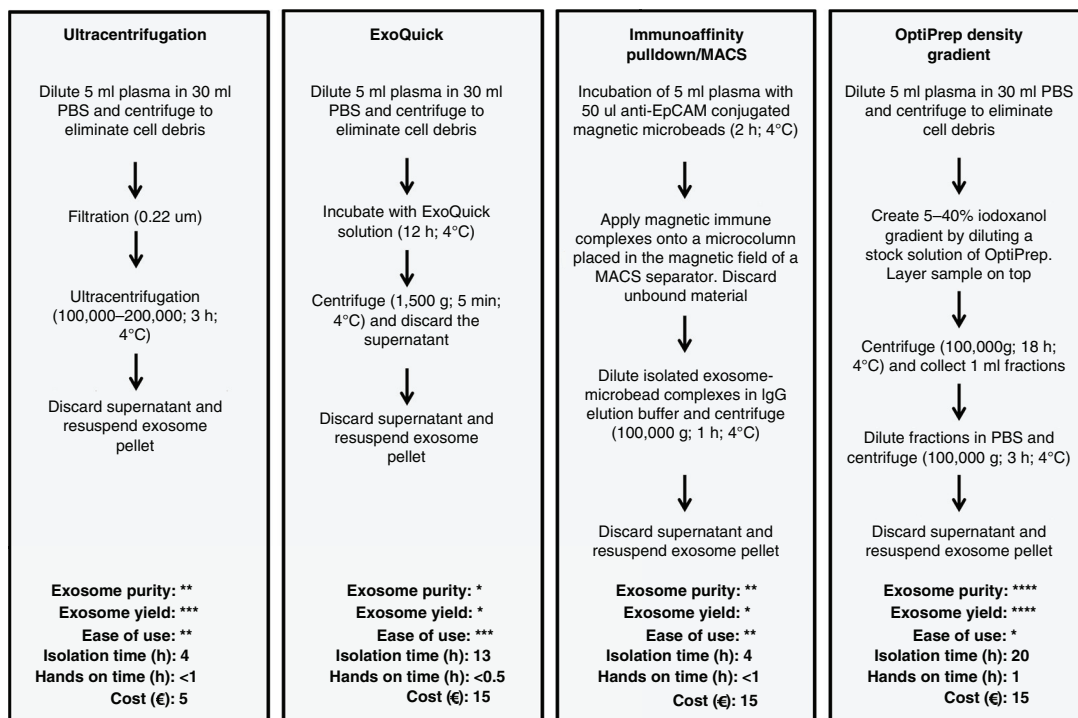 Ultracentrifugation
Dilute 5 ml plasma in 30 ml
PBS and centrifuge to
eliminate cell debris
Filtration (0.22 um)
Ultracentrifugation
(100,000–200,000; 3 h;
4°C)
Discard supernatant and
resuspend exosome
pellet
Exosome purity: **
Exosome yield: ***
Ease of use: **
Isolation time (h): 4
Hands on time (h): <1
Cost (€): 5
ExoQuick
Dilute 5 ml plasma in 30 ml
PBS and centrifuge to
eliminate cell debris
Incubate with ExoQuick
solution (12 h; 4°C)
Centrifuge (1,500 g; 5 min;
4°C) and discard the
supernatant
Discard supernatant and
resuspend exosome
pellet
Exosome purity: *
Exosome yield: *
Ease of use: ***
Isolation time (h): 13
Hands on time (h): <0.5
Cost (€): 15
Immunoaffinity
pulldown/MACS
Incubation of 5 ml plasma with
50 ul anti-EpCAM conjugated
magnetic microbeads (2 h; 4°C)
Apply magnetic immune
complexes onto a microcolumn
placed in the magnetic field of a
MACS separator. Discard
unbound material
Dilute isolated exosome-
microbead complexes in IgG
elution buffer and centrifuge
(100,000 g; 1 h; 4°C)
Discard supernatant and
resuspend exosome pellet
Exosome purity: **
Exosome yield: *
Ease of use: **
Isolation time (h): 4
Hands on time (h): <1
Cost (€): 15
OptiPrep density
gradient
Dilute 5 ml plasma in 30 ml PBS
and centrifuge to eliminate
cell debris
Create 5–40% iodoxanol
gradient by diluting a
stock solution of OptiPrep.
Layer sample on top
Centrifuge (100,000g; 18 h;
4°C) and collect 1 ml fractions
Dilute fractions in PBS and
centrifuge (100,000 g; 3 h; 4°C)
Discard supernatant and
resuspend exosome pellet
Exosome purity: ****
Exosome yield: ****
Ease of use: *
Isolation time (h): 20
Hands on time (h): 1
Cost (€): 15